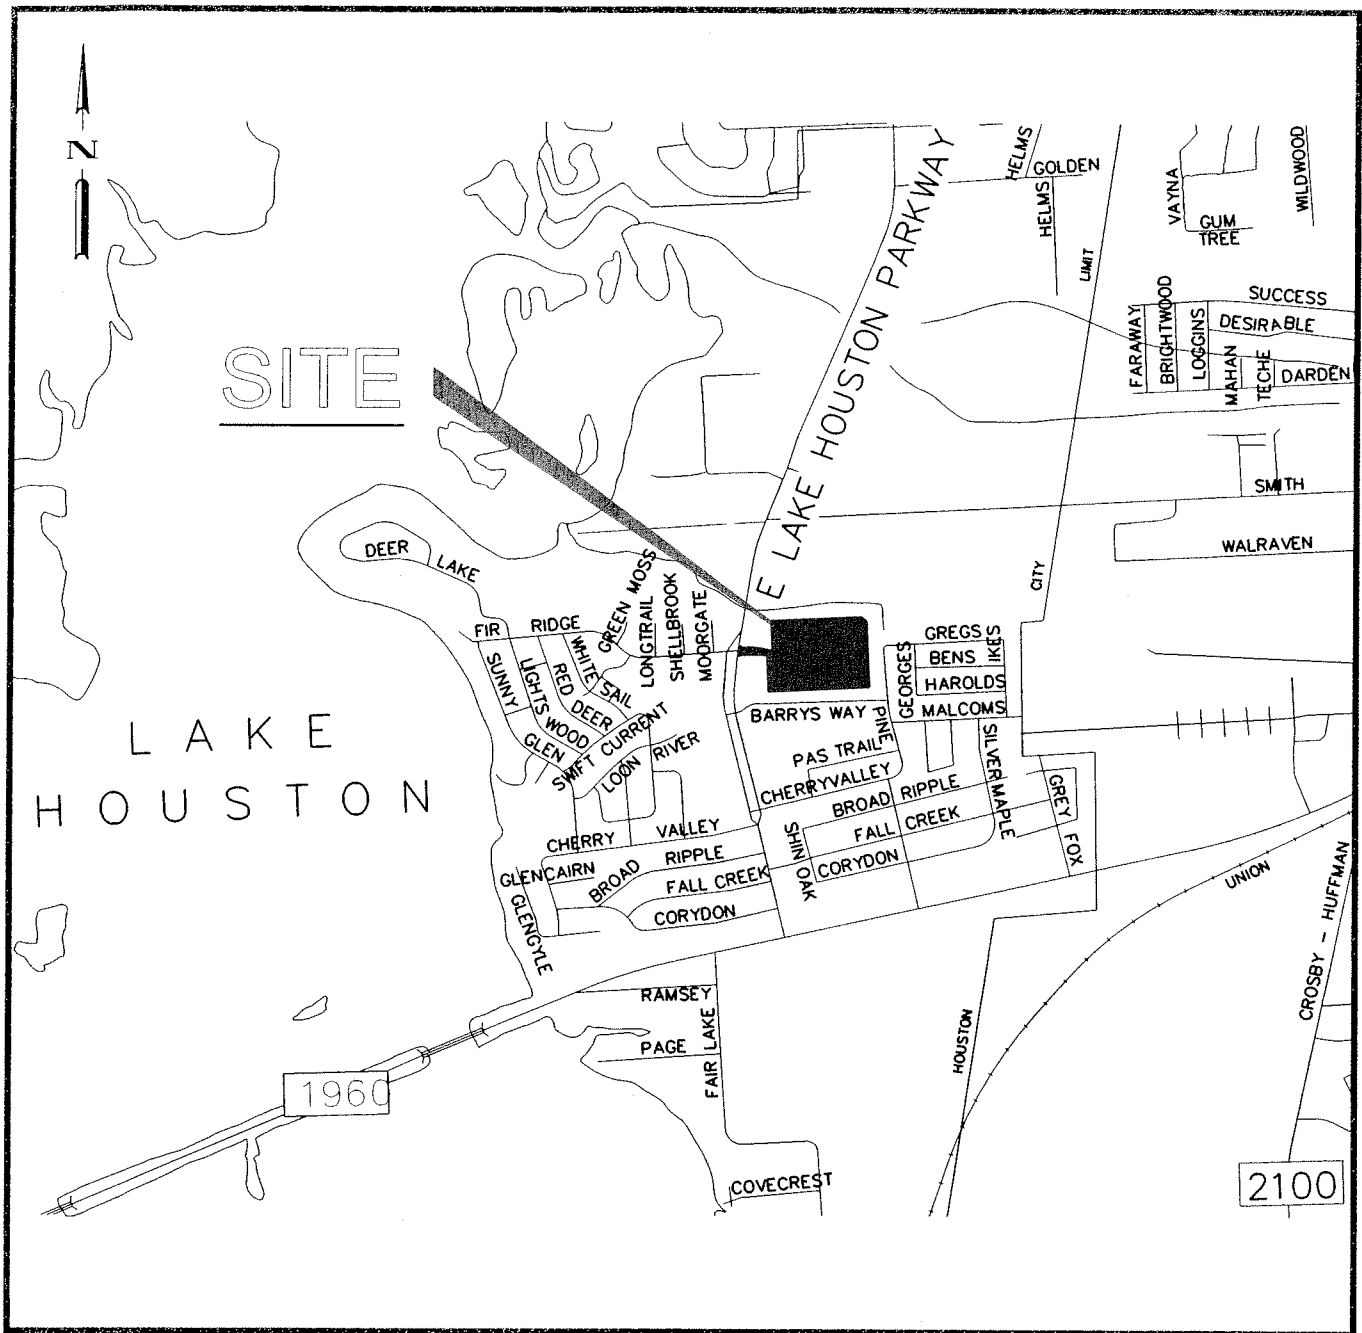 N
SITE
LAKE
HOUSTON
E LAKE HOUSTON PARKWAY
HELMS
GOLDEN
HELMS
LIMIT
CITY
VAYNA
GUM
TREE
WILDWOOD
SUCCESS
DESIRABLE
FARAWAY
BRIGHTWOOD
LOGGINS
MAHAN
TECHE
DARDEN
SMITH
WALRAVEN
DEER
LAKE
FIR
RIDGE
GREEN MOSS
LONGTRAIL
SHELLBROOK
MOORGATE
SUNNY
LIGHTS
WHITE
SAIL
RED
DEER
WOOD
GLEN
SWIFT CURRENT
LOON RIVER
GREGS
BENS
HAROLDS
MALCOMS
IKES
GEORGES
BARRYS WAY
PINE
PAS TRAIL
CHERRYVALLEY
BROAD RIPPLE
FALL CREEK
CORYDON
SHIN OAK
SILVERMAPLE
GREY FOX
CHERRY VALLEY
GLENCAIRN
BROAD RIPPLE
FALL CREEK
CORYDON
GLENGYLE
RAMSEY
PAGE
FAIR LAKE
COVECREST
UNION
HOUSTON
CROSBY - HUFFMAN
1960
2100